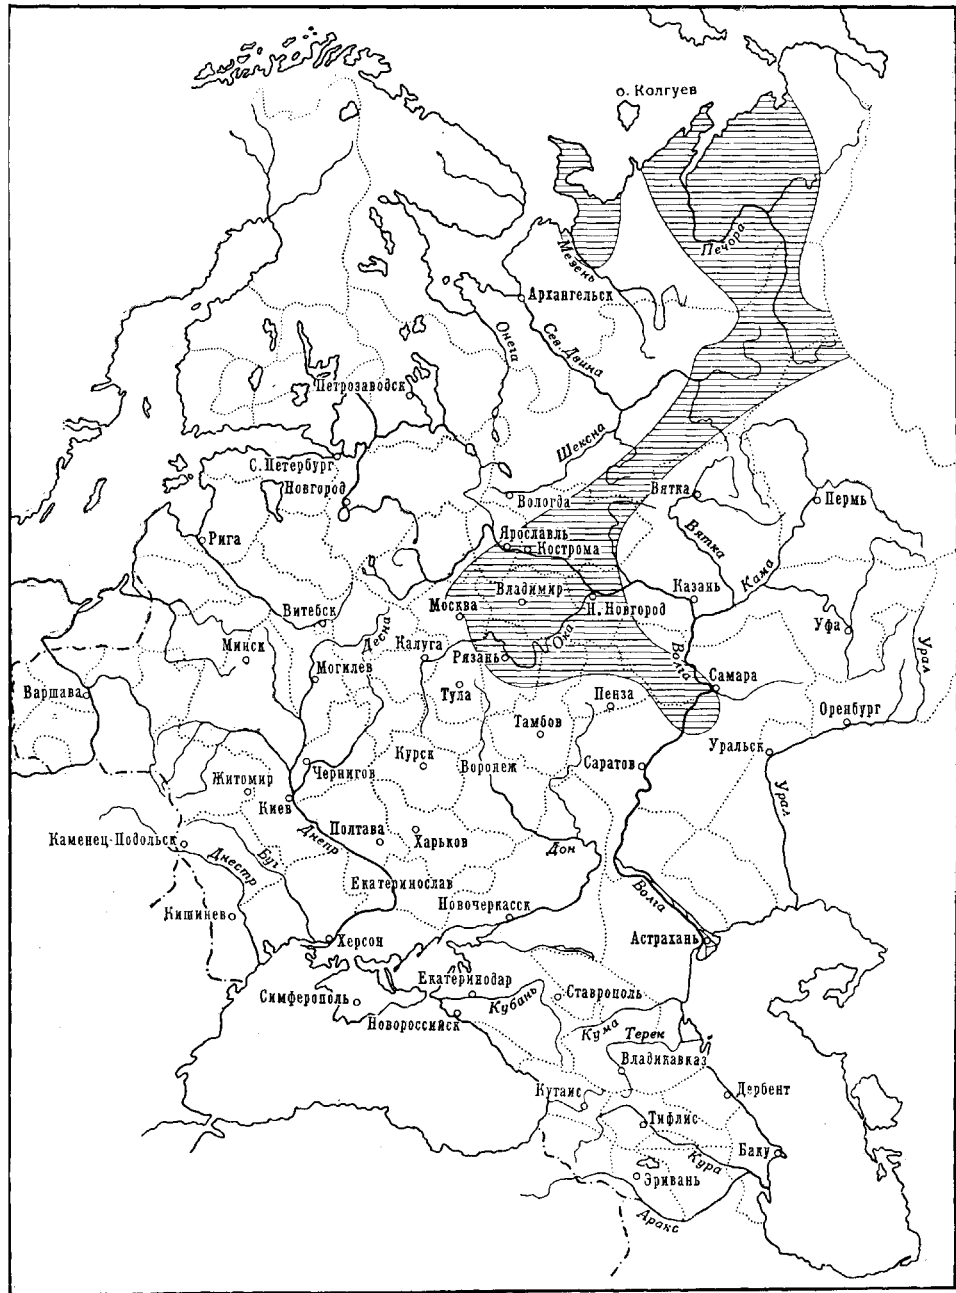 о. Колгуев
Печора
Мезень
Архангельск
Онега
Сев. Двина
Петрозаводск
Шексна
С. Петербург
Новгород
Вологда
Вятка
Пермь
Рига
Ярославль
Кострома
Вятка
Кама
Москва
Владимир
Н. Новгород
Казань
Витебск
Десна
Минск
Калуга
Рязань
Ока
Волга
Уфа
Урал
Могилев
Варшава
Тула
Пенза
Самара
Тамбов
Оренбург
Курск
Воронеж
Саратов
Уральск
Чернигов
Житомир
Киев
Урал
Полтава
Днепр
Харьков
Каменец-Подольск
Буг
Днестр
Дон
Екатеринослав
Волга
Новочеркасск
Кишинев
Херсон
Астрахань
Екатеринодар
Симферополь
Кубань
Ставрополь
Новороссийск
Кума
Терек
Владикавказ
Кутаис
Дербент
Тифлис
Баку
Кура
Эривань
Аракс